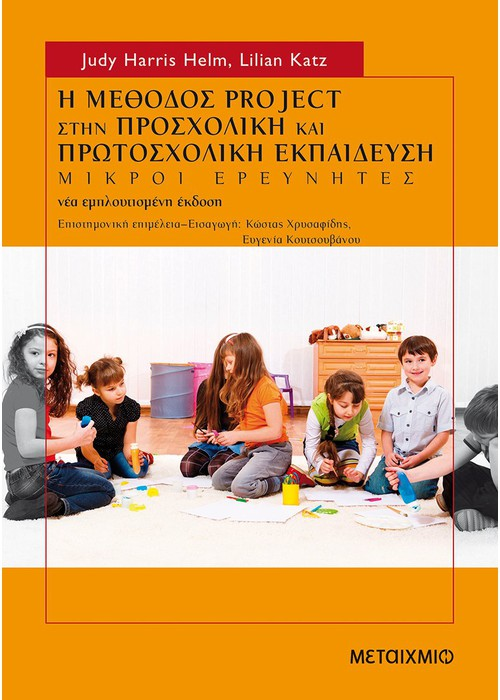 Judy Harris Helm, Lilian Katz
Η ΜΕΘΟΔΟΣ PROJECT
ΣΤΗΝ ΠΡΟΣΧΟΛΙΚΗ ΚΑΙ
ΠΡΩΤΟΣΧΟΛΙΚΗ ΕΚΠΑΙΔΕΥΣΗ
ΜΙΚΡΟΙ ΕΡΕΥΝΗΤΕΣ
νέα εμπλουτισμένη έκδοση
Επιστημονική επιμέλεια–Εισαγωγή: Κώστας Χρυσαφίδης,
Ευγενία Κουτσουβάνου
ΜΕΤΑΙΧΜΙΟ